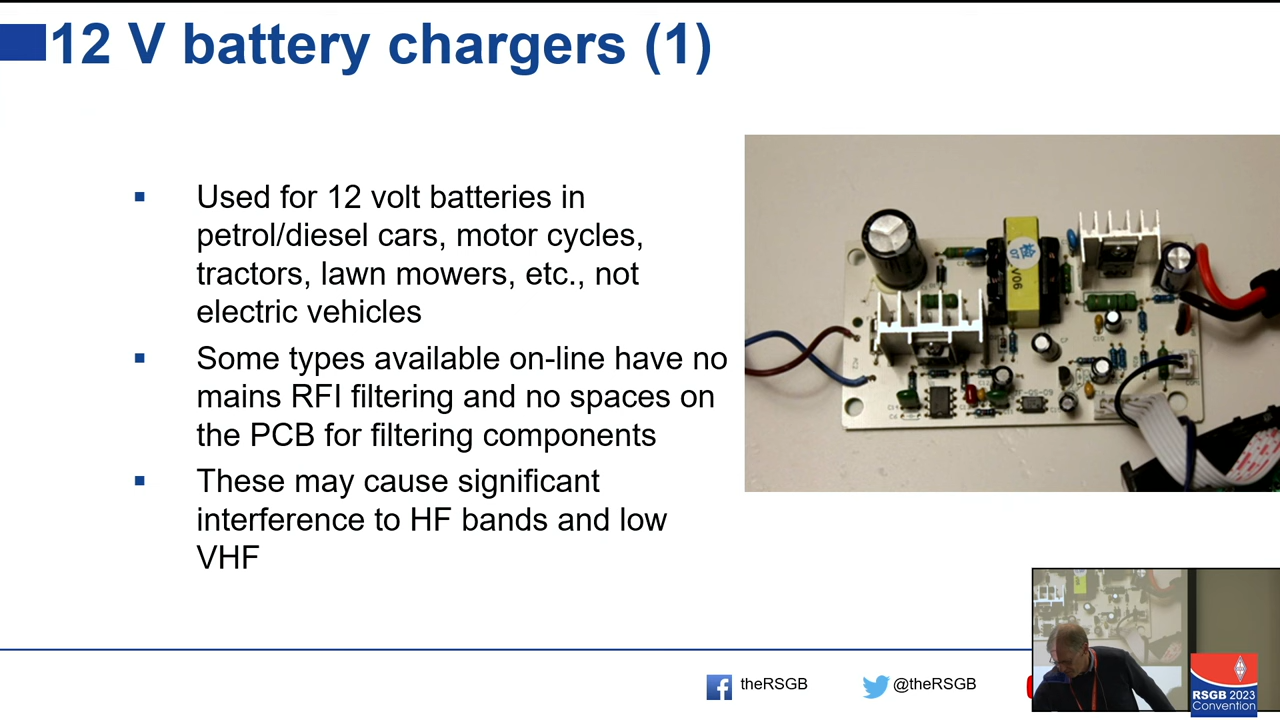 12 V battery chargers (1)
Used for 12 volt batteries in
petrol/diesel cars, motor cycles,
tractors, lawn mowers, etc., not
electric vehicles
Some types available on-line have no
mains RFI filtering and no spaces on
the PCB for filtering components
These may cause significant
interference to HF bands and low
VHF
theRSGB
@theRSGB
RSGB 2023
Convention